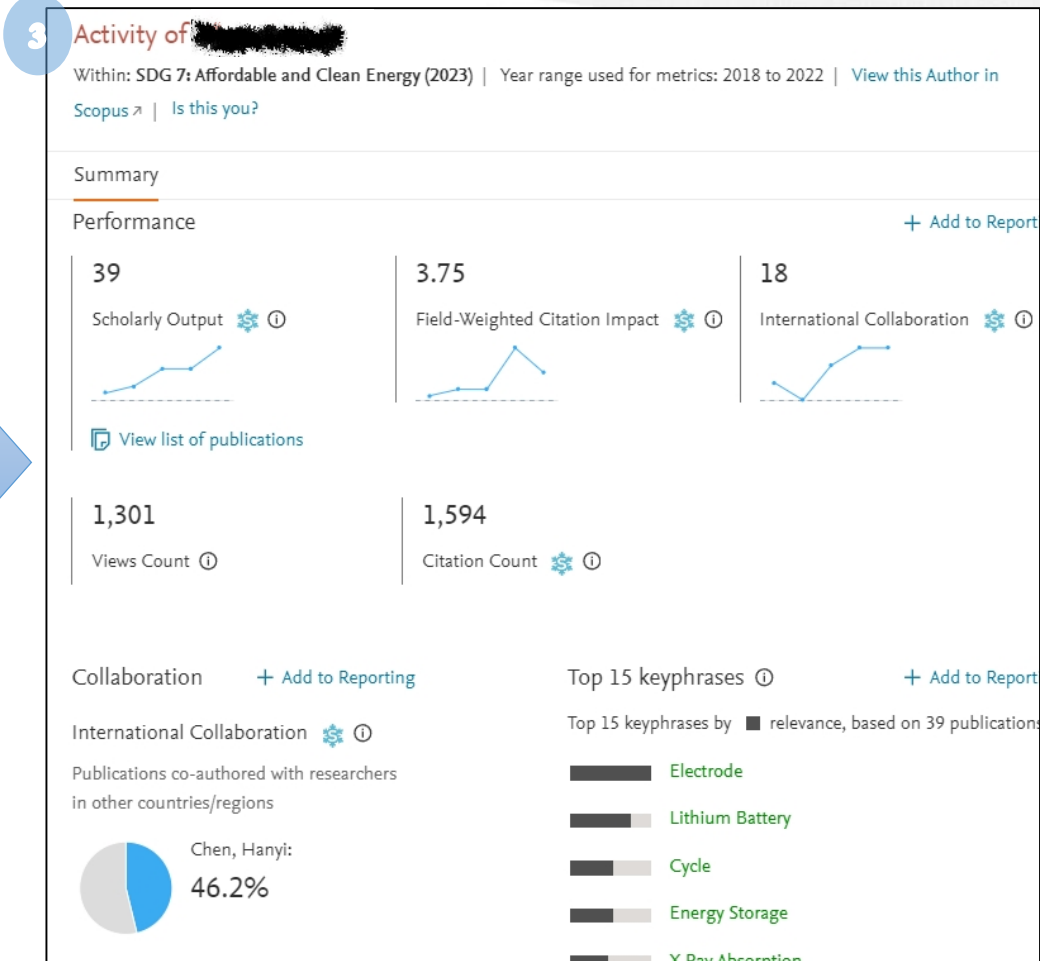 3
Activity of
Within: SDG 7: Affordable and Clean Energy (2023) | Year range used for metrics: 2018 to 2022 | View this Author in
Scopus ↗ | Is this you?
Summary
Performance
+ Add to Report
39
3.75
18
Scholarly Output
Field-Weighted Citation Impact
International Collaboration
View list of publications
1,301
1,594
Views Count
Citation Count
Collaboration
+ Add to Reporting
Top 15 keyphrases
+ Add to Report
International Collaboration
Top 15 keyphrases by relevance, based on 39 publications
Publications co-authored with researchers
in other countries/regions
Electrode
Lithium Battery
Chen, Hanyi:
46.2%
Cycle
Energy Storage
X Ray Absorption